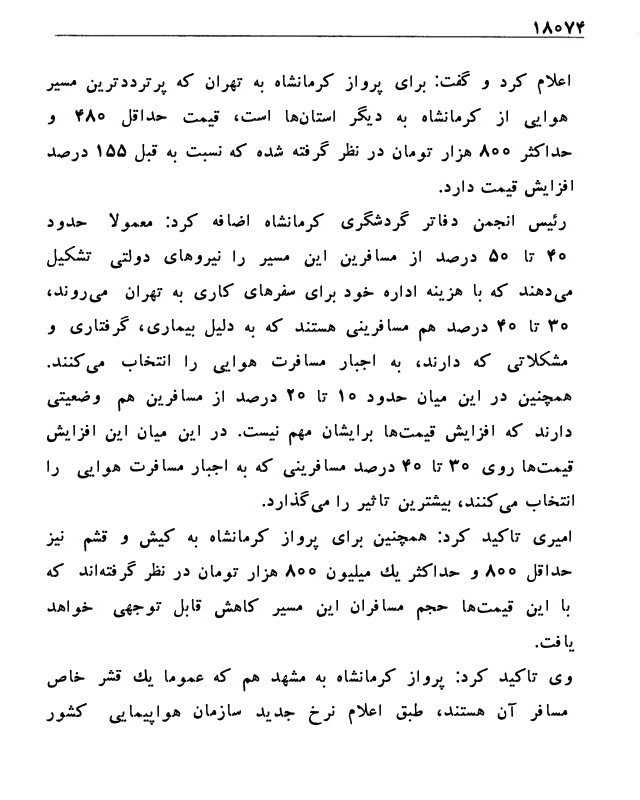 ۱۸۰۷۴
اعلام کرد و گفت: برای پرواز کرمانشاه به تهران که پرترددترین مسیر
هوایی از کرمانشاه به دیگر استان‌ها است، قیمت حداقل ۴۸۰ و
حداکثر ۸۰۰ هزار تومان در نظر گرفته شده که نسبت به قبل ۱۵۵ درصد
افزایش قیمت دارد.
رئیس انجمن دفاتر گردشگری کرمانشاه اضافه کرد: معمولا حدود
۴۰ تا ۵۰ درصد از مسافرین این مسیر را نیروهای دولتی تشکیل
می‌دهند که با هزینه اداره خود برای سفرهای کاری به تهران می‌روند،
۳۰ تا ۴۰ درصد هم مسافرینی هستند که به دلیل بیماری، گرفتاری و
مشکلاتی که دارند، به اجبار مسافرت هوایی را انتخاب می‌کنند.
همچنین در این میان حدود ۱۰ تا ۲۰ درصد از مسافرین هم وضعیتی
دارند که افزایش قیمت‌ها برایشان مهم نیست. در این میان این افزایش
قیمت‌ها روی ۳۰ تا ۴۰ درصد مسافرینی که به اجبار مسافرت هوایی را
انتخاب می‌کنند، بیشترین تاثیر را می‌گذارد.
امیری تاکید کرد: همچنین برای پرواز کرمانشاه به کیش و قشم نیز
حداقل ۸۰۰ و حداکثر یك میلیون ۸۰۰ هزار تومان در نظر گرفته‌اند که
با این قیمت‌ها حجم مسافران این مسیر کاهش قابل توجهی خواهد
یافت.
وی تاکید کرد: پرواز کرمانشاه به مشهد هم که عموما یك قشر خاص
مسافر آن هستند، طبق اعلام نرخ جدید سازمان هواپیمایی کشور